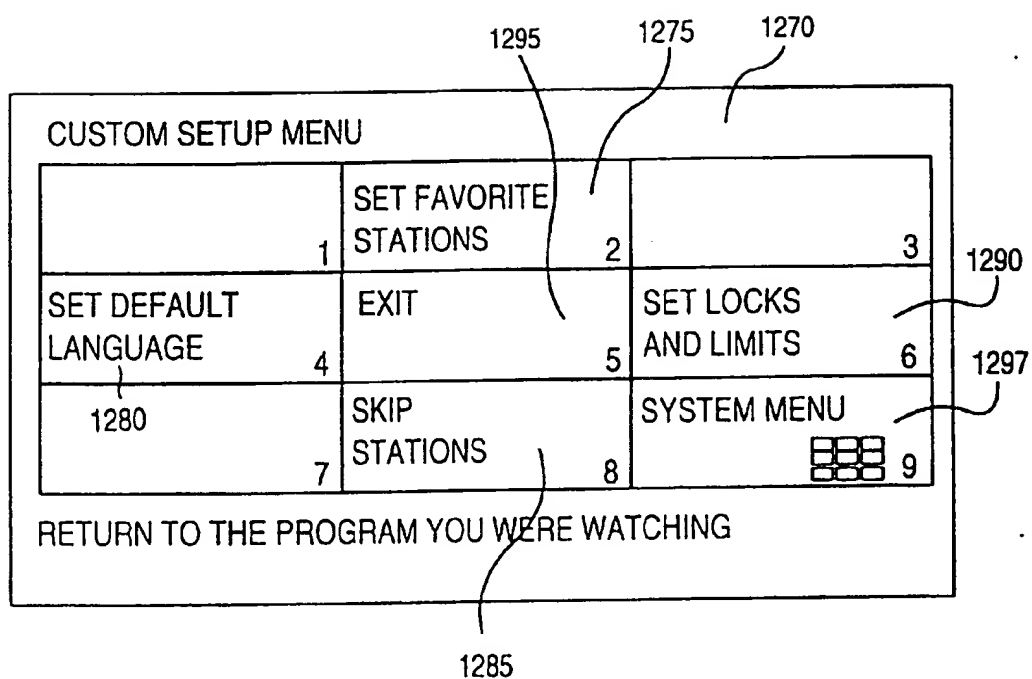 1295
1275
1270
CUSTOM SETUP MENU
1
SET FAVORITE
STATIONS 2
3
SET DEFAULT
LANGUAGE 4
EXIT
5
SET LOCKS
AND LIMITS 6
1290
1280
7
SKIP
STATIONS 8
SYSTEM MENU
9
1297
RETURN TO THE PROGRAM YOU WERE WATCHING
1285